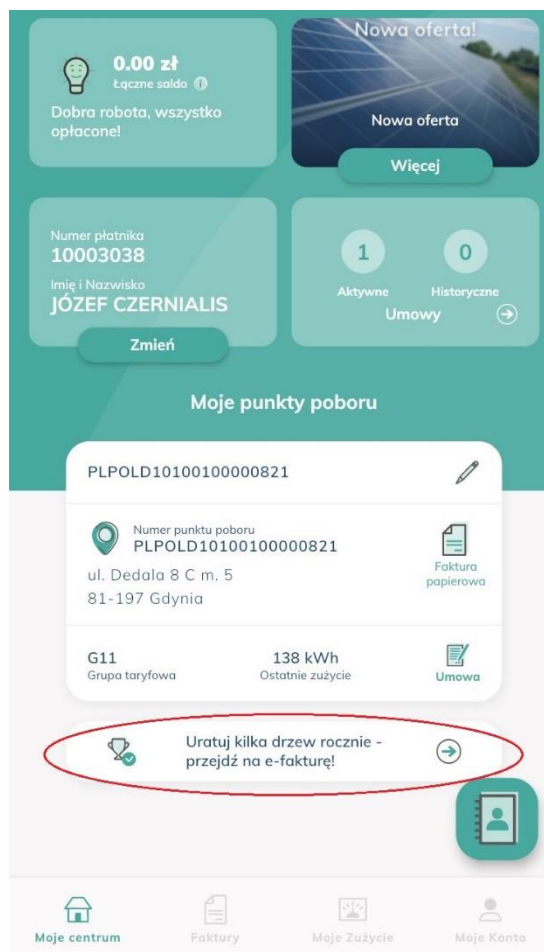 0.00 zł
Łączne saldo
Dobra robota, wszystko
opłacone!
Nowa oferta!
Nowa oferta
Więcej
Numer płatnika
10003038
Imię i Nazwisko
JÓZEF CZERNIALIS
Zmień
1
0
Aktywne
Historyczne
Umowy
Moje punkty poboru
PLPOLD10100100000821
Numer punktu poboru
PLPOLD10100100000821
ul. Dedala 8 C m. 5
81-197 Gdynia
Faktura
papierowa
G11
Grupa taryfowa
138 kWh
Ostatnie zużycie
Umowa
Uratuj kilka drzew rocznie -
przejdź na e-fakturę!
Moje centrum
Faktury
Moje Zużycie
Moje Konto